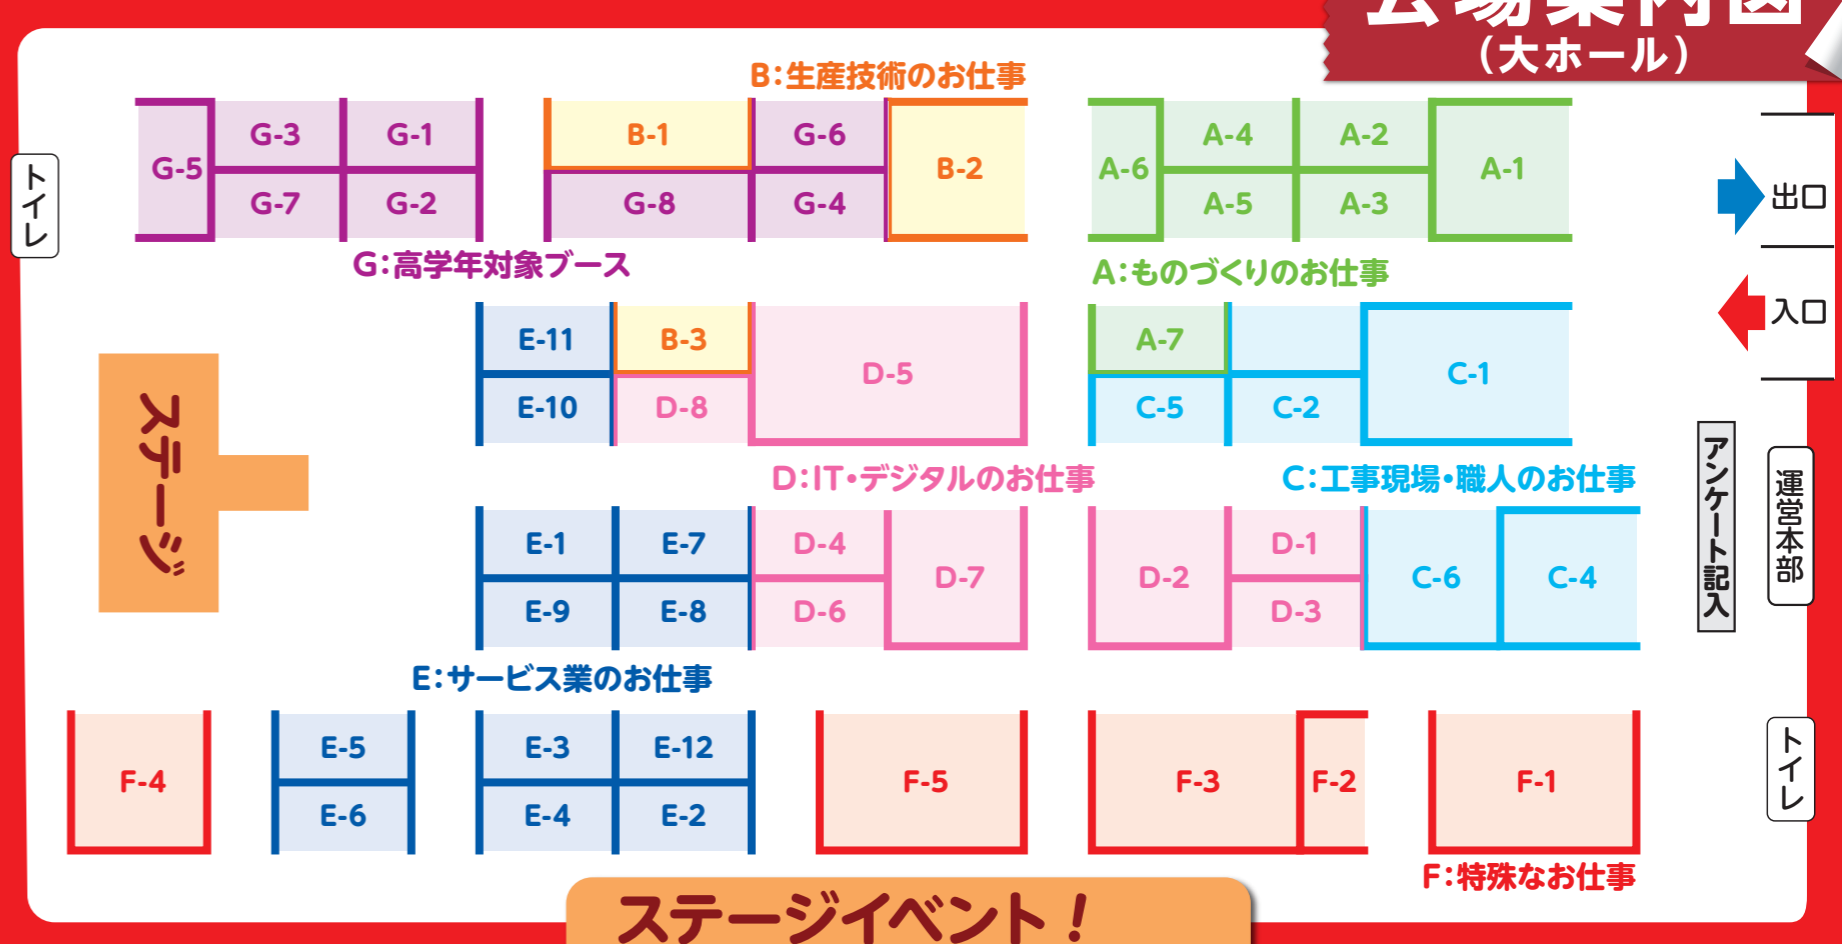 会場案内図
（大ホール）
B：生産技術のお仕事
G-5
G-3
G-1
G-7
G-2
B-1
G-6
G-8
G-4
B-2
A-6
A-4
A-2
A-5
A-3
A-1
トイレ
出口
G：高学年対象ブース
A：ものづくりのお仕事
入口
E-11
B-3
D-5
E-10
D-8
A-7
C-1
C-5
C-2
ステージ
D：IT・デジタルのお仕事
C：工事現場・職人のお仕事
アンケート記入
運営本部
E-1
E-7
D-4
D-7
E-9
E-8
D-6
D-2
D-1
D-3
C-6
C-4
E：サービス業のお仕事
F-4
E-5
E-6
E-3
E-12
E-4
E-2
F-5
F-3
F-2
F-1
トイレ
F：特殊なお仕事
ステージイベント！